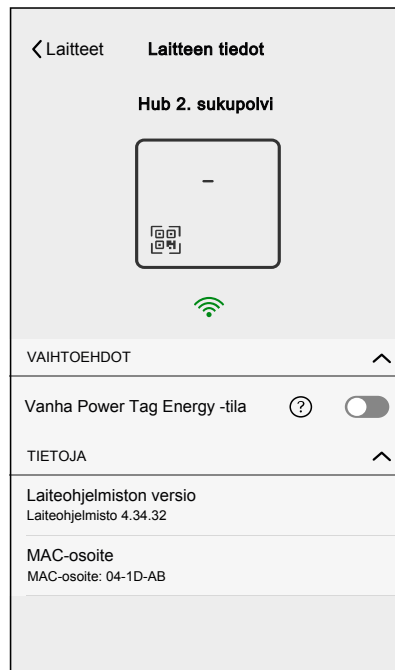 Laitteet
Laitteen tiedot
Hub 2. sukupolvi
VAIHTOEHDOT
Vanha Power Tag Energy -tila ?
TIETOJA
Laiteohjelmiston versio
Laiteohjelmisto 4.34.32
MAC-osoite
MAC-osoite: 04-1D-AB